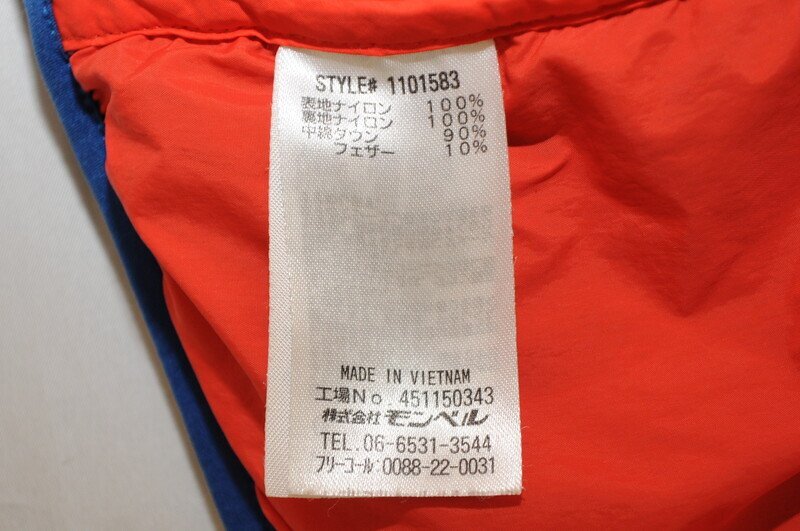 STYLE# 1101583
表地ナイロン 100%
裏地ナイロン 100%
中綿ダウン 90%
フェザー 10%
MADE IN VIETNAM
工場No. 451150343
株式会社モンベル
TEL.06-6531-3544
フリーコール:0088-22-0031